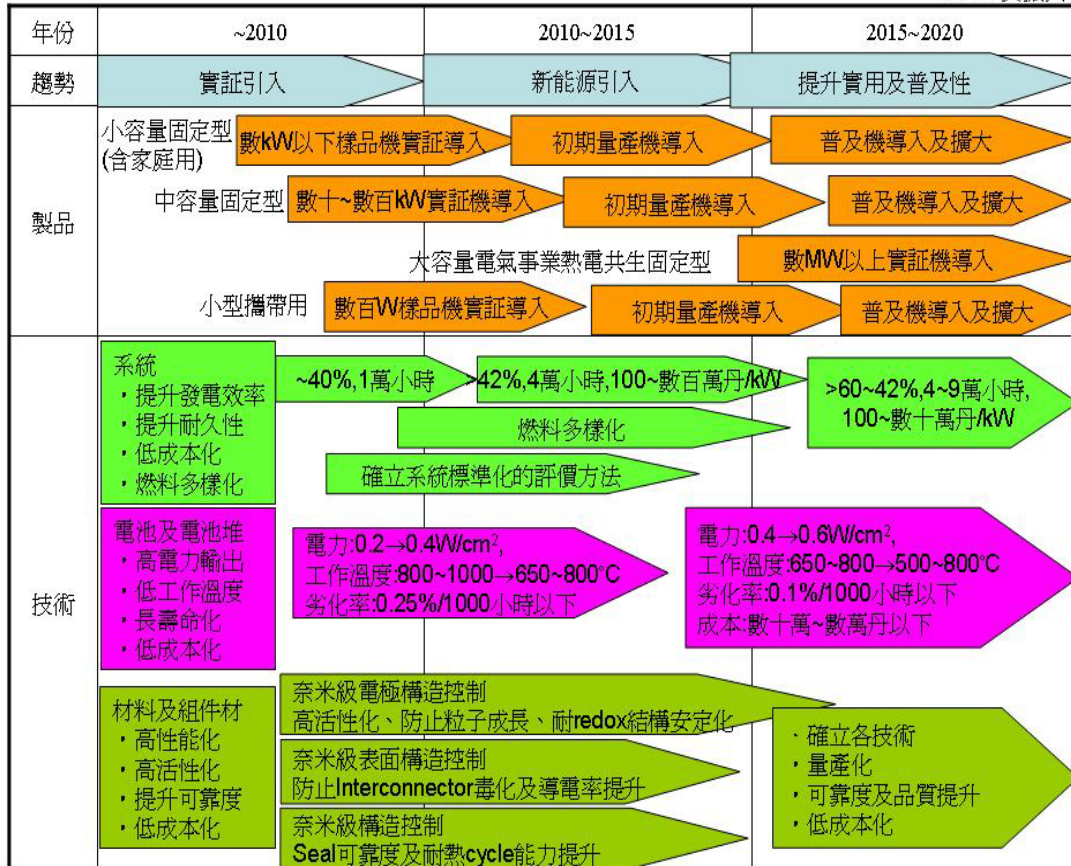 年份
~2010
2010~2015
2015~2020
趨勢
實証引入
新能源引入
提升實用及普及性
製品
小容量固定型
(含家庭用)
數kW以下樣品機實証導入
初期量產機導入
普及機導入及擴大
中容量固定型
數十~數百kW實証機導入
初期量產機導入
普及機導入及擴大
大容量電氣事業熱電共生固定型
數MW以上實証機導入
小型攜帶用
數百W樣品機實証導入
初期量產機導入
普及機導入及擴大
技術
系統
・提升發電效率
・提升耐久性
・低成本化
・燃料多樣化
~40%,1萬小時
>42%,4萬小時,100~數百萬丹/kW
>60~42%,4~9萬小時,
100~數十萬丹/kW
燃料多樣化
確立系統標準化的評價方法
電池及電池堆
・高電力輸出
・低工作溫度
・長壽命化
・低成本化
電力:0.2→0.4W/cm²,
工作溫度:800~1000→650~800°C
劣化率:0.25%/1000小時以下
電力:0.4→0.6W/cm²,
工作溫度:650~800→500~800°C
劣化率:0.1%/1000小時以下
成本:數十萬~數萬丹以下
材料及組件材
・高性能化
・高活性化
・提升可靠度
・低成本化
奈米級電極構造控制
高活性化、防止粒子成長、耐redox結構安定化
奈米級表面構造控制
防止Interconnector毒化及導電率提升
奈米級構造控制
Seal可靠度及耐熱cycle能力提升
・確立各技術
・量產化
・可靠度及品質提升
・低成本化